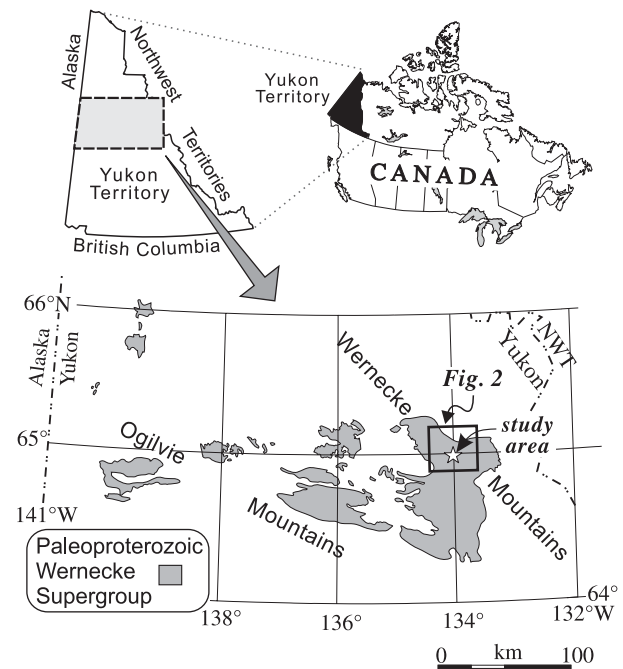 Alaska
Northwest
Territories
Yukon
Territory
British Columbia
Yukon
Territory
CANADA
66°N
Alaska
Yukon
NWT
Yukon
Wernecke
Fig. 2
study
area
65°
Ogilvie
Mountains
Mountains
141°W
Paleoproterozoic
Wernecke
Supergroup
64°
138°
136°
134°
132°W
0 km 100